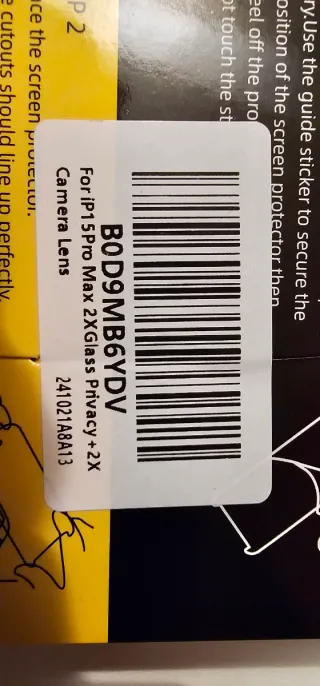 ry.Use the guide sticker to secure the
osition of the screen protector then
eel off the pro
ot touch the st
B0D9MB6YDV
For iP15Pro Max 2XGlass Privacy+2X
Camera Lens
241021A8A13
p 2
ce the screen protector.
e cutouts should line up perfectly